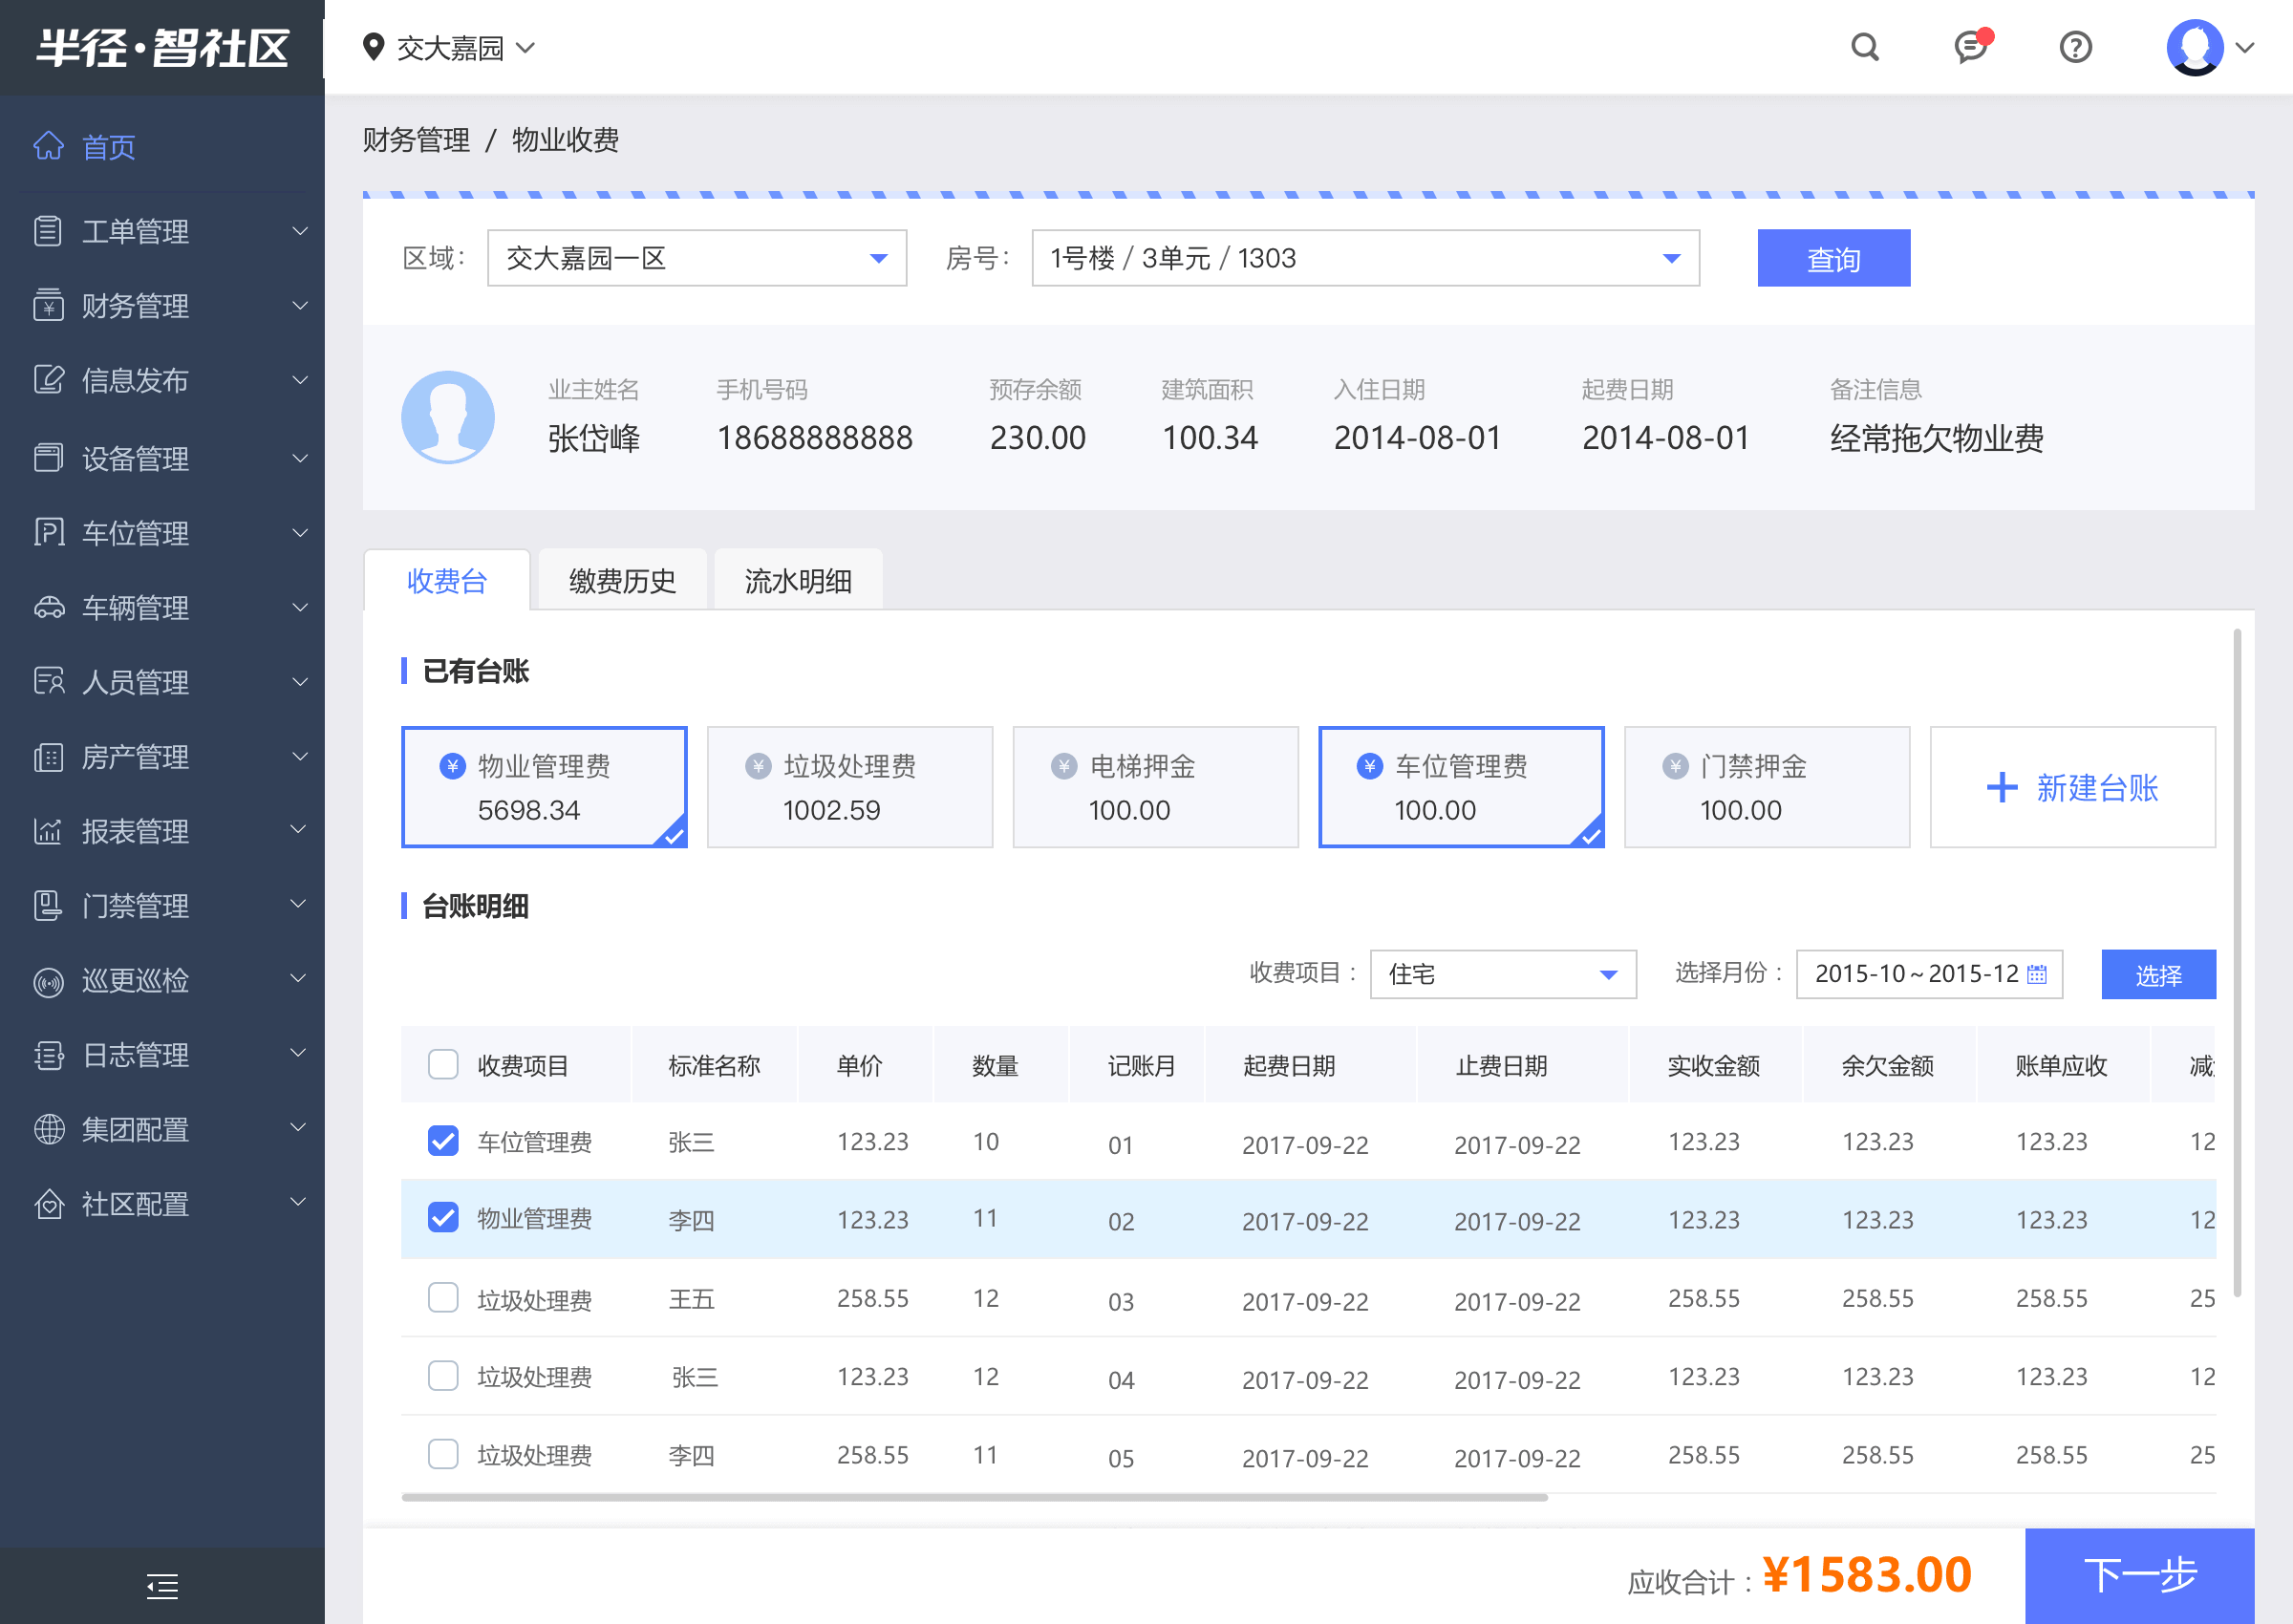 半径·智社区
交大嘉园
首页
工单管理
财务管理
信息发布
设备管理
车位管理
车辆管理
人员管理
房产管理
报表管理
门禁管理
巡更巡检
日志管理
集团配置
社区配置
财务管理 / 物业收费
区域： 交大嘉园一区 房号： 1号楼 / 3单元 / 1303 查询
业主姓名 手机号码 预存余额 建筑面积 入住日期 起费日期 备注信息
张岱峰 18688888888 230.00 100.34 2014-08-01 2014-08-01 经常拖欠物业费
收费台 缴费历史 流水明细
已有台账
¥ 物业管理费 ¥ 垃圾处理费 ¥ 电梯押金 ¥ 车位管理费 ¥ 门禁押金 + 新建台账
5698.34 1002.59 100.00 100.00 100.00
台账明细
收费项目： 住宅 选择月份： 2015-10～2015-12 选择
收费项目 标准名称 单价 数量 记账月 起费日期 止费日期 实收金额 余欠金额 账单应收
车位管理费 张三 123.23 10 01 2017-09-22 2017-09-22 123.23 123.23 123.23 12
物业管理费 李四 123.23 11 02 2017-09-22 2017-09-22 123.23 123.23 123.23 12
垃圾处理费 王五 258.55 12 03 2017-09-22 2017-09-22 258.55 258.55 258.55 25
垃圾处理费 张三 123.23 12 04 2017-09-22 2017-09-22 123.23 123.23 123.23 12
垃圾处理费 李四 258.55 11 05 2017-09-22 2017-09-22 258.55 258.55 258.55 25
应收合计：¥1583.00 下一步